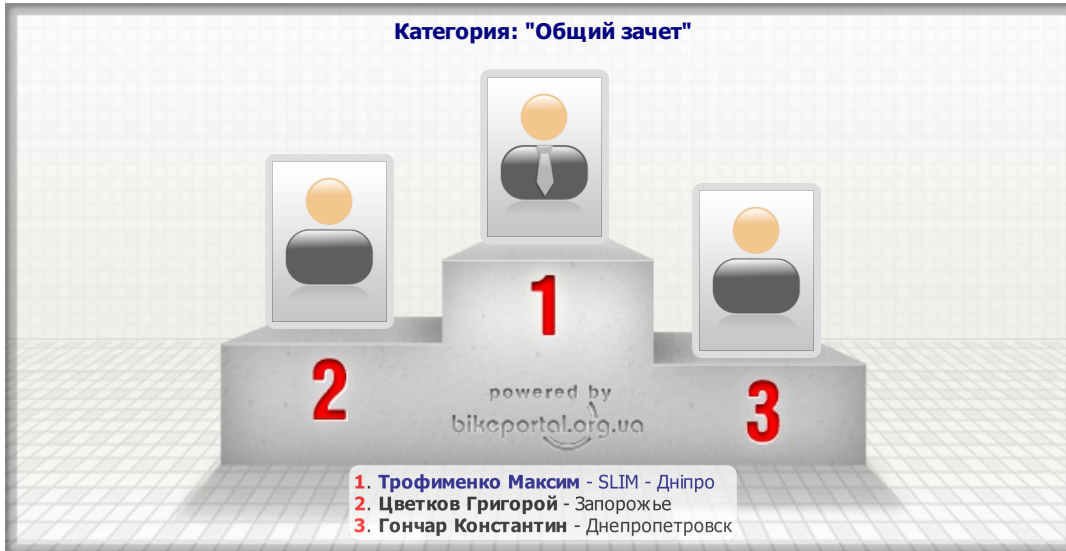 Категория: "Общий зачет"
1
2
3
powered by
bikeportal.org.ua
1. Трофименко Максим - SLIM - Дніпро
2. Цветков Григорой - Запорожье
3. Гончар Константин - Днепропетровск